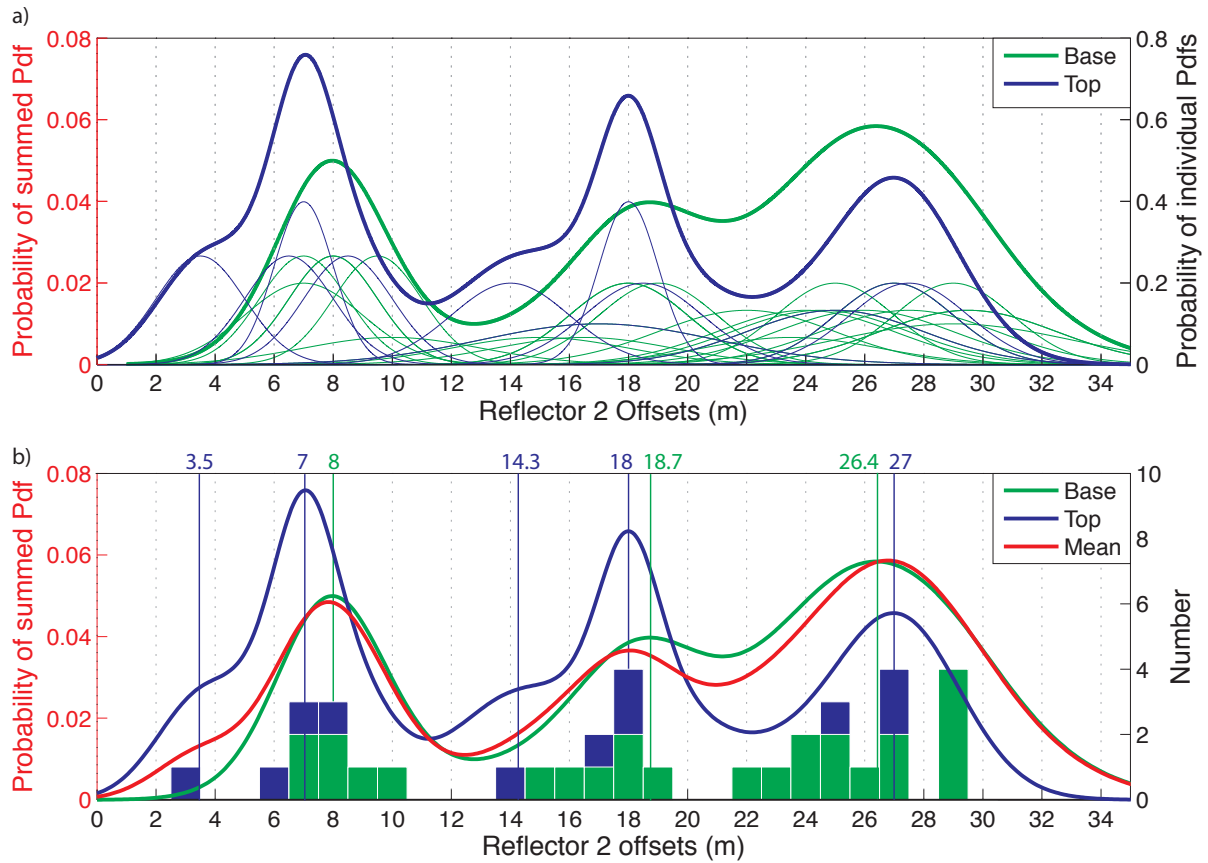 a)
Probability of summed Pdf
0.08
0.06
0.04
0.02
0
0.8
0.6
0.4
0.2
0
Probability of individual Pdfs
Base
Top
0 2 4 6 8 10 12 14 16 18 20 22 24 26 28 30 32 34
Reflector 2 Offsets (m)
b)
3.5 7 8 14.3 18 18.7 26.4 27
Probability of summed Pdf
0.08
0.06
0.04
0.02
0
10
8
6
4
2
0
Number
Base
Top
Mean
0 2 4 6 8 10 12 14 16 18 20 22 24 26 28 30 32 34
Reflector 2 offsets (m)